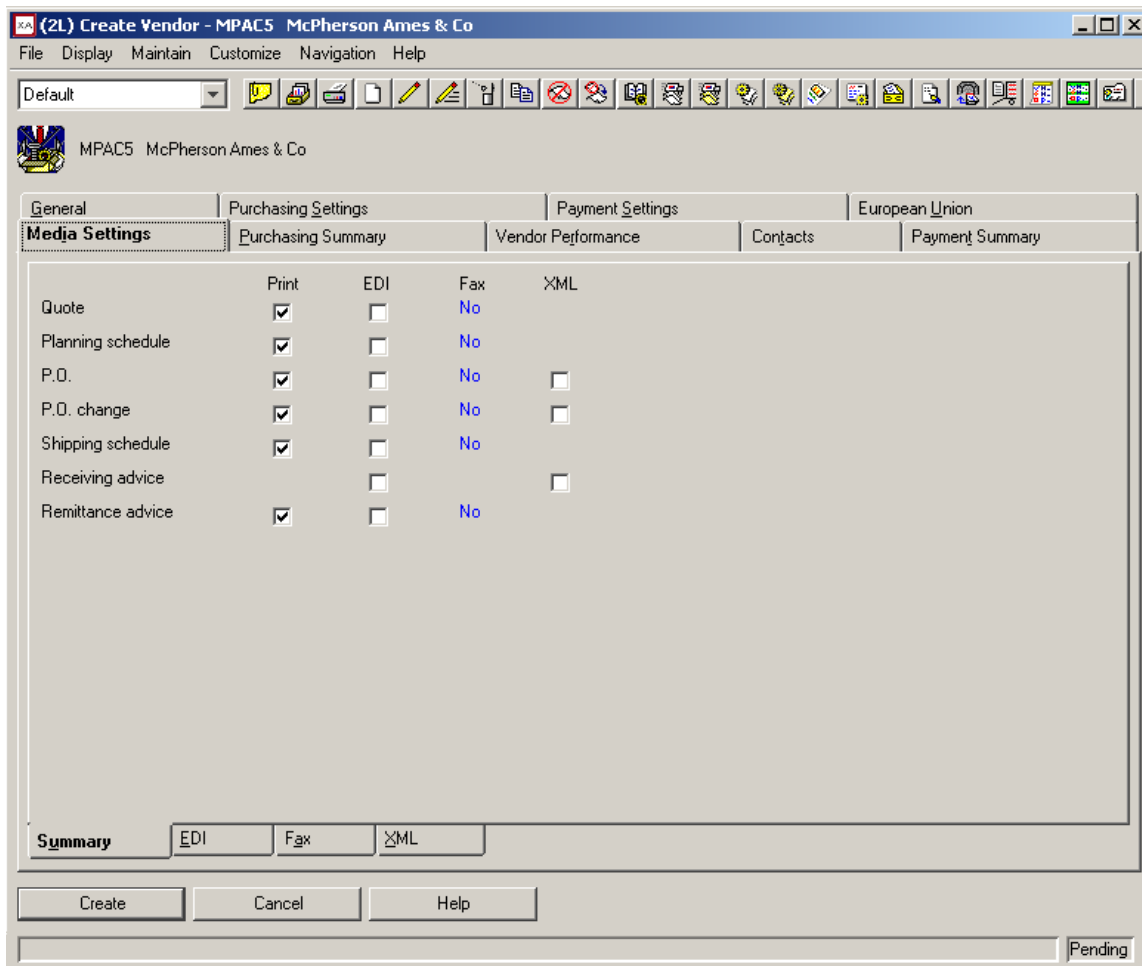 XA (2L) Create Vendor - MPAC5 McPherson Ames & Co
File Display Maintain Customize Navigation Help
Default
MPAC5 McPherson Ames & Co
General Purchasing Settings Payment Settings European Union
Media Settings Purchasing Summary Vendor Performance Contacts Payment Summary
Print EDI Fax XML
Quote No
Planning schedule No
P.O. No
P.O. change No
Shipping schedule No
Receiving advice
Remittance advice No
Summary EDI Fax XML
Create Cancel Help
Pending